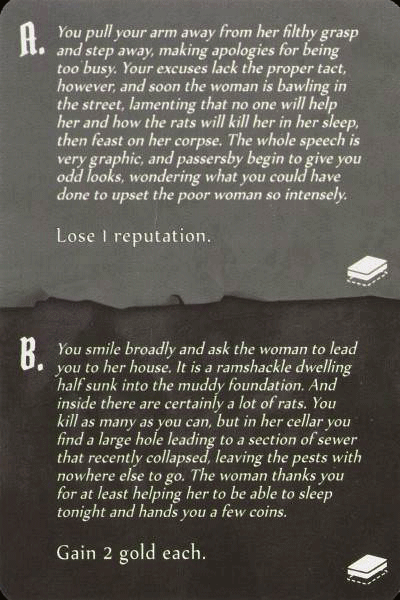 A. You pull your arm away from her filthy grasp
and step away, making apologies for being
too busy. Your excuses lack the proper tact,
however, and soon the woman is bawling in
the street, lamenting that no one will help
her and how the rats will kill her in her sleep,
then feast on her corpse. The whole speech is
very graphic, and passersby begin to give you
odd looks, wondering what you could have
done to upset the poor woman so intensely.
Lose 1 reputation.
B. You smile broadly and ask the woman to lead
you to her house. It is a ramshackle dwelling
half sunk into the muddy foundation. And
inside there are certainly a lot of rats. You
kill as many as you can, but in her cellar you
find a large hole leading to a section of sewer
that recently collapsed, leaving the pests with
nowhere else to go. The woman thanks you
for at least helping her to be able to sleep
tonight and hands you a few coins.
Gain 2 gold each.